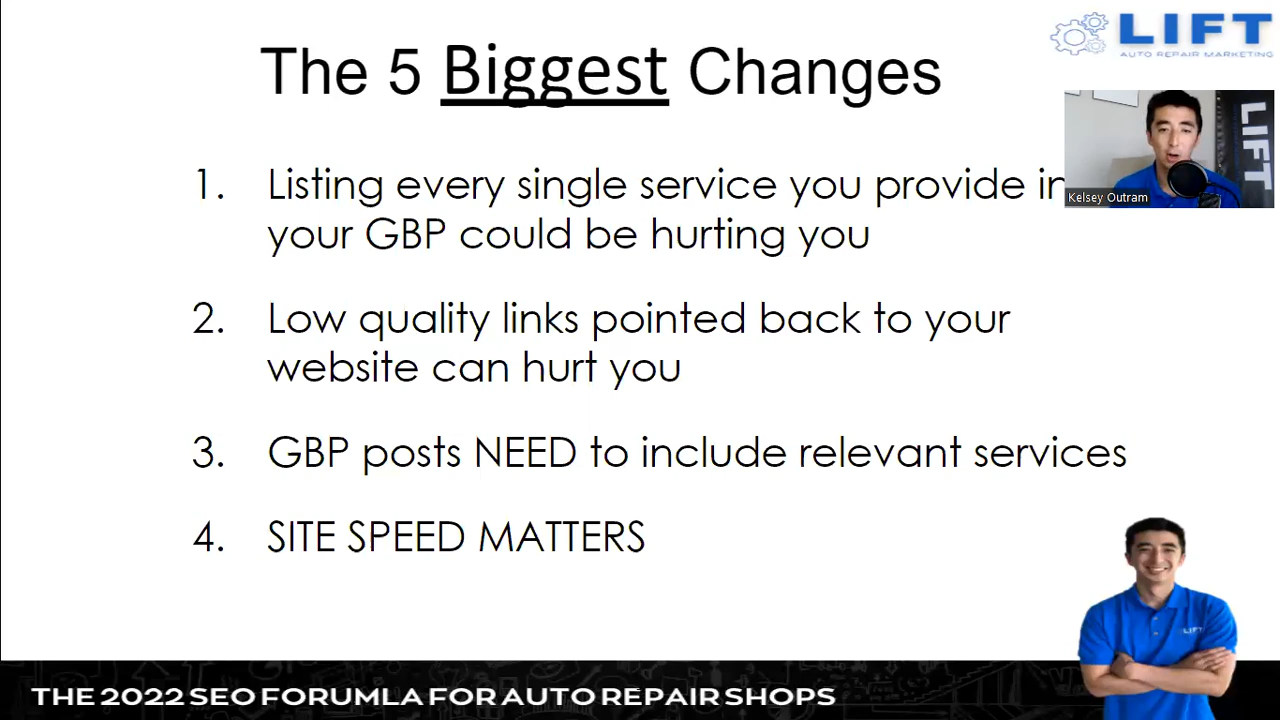 The 5 Biggest Changes
LIFT
AUTO REPAIR MARKETING
LIFT
Kelsey Outram
1. Listing every single service you provide in
your GBP could be hurting you
2. Low quality links pointed back to your
website can hurt you
3. GBP posts NEED to include relevant services
4. SITE SPEED MATTERS
LIFT
THE 2022 SEO FORUMLA FOR AUTO REPAIR SHOPS